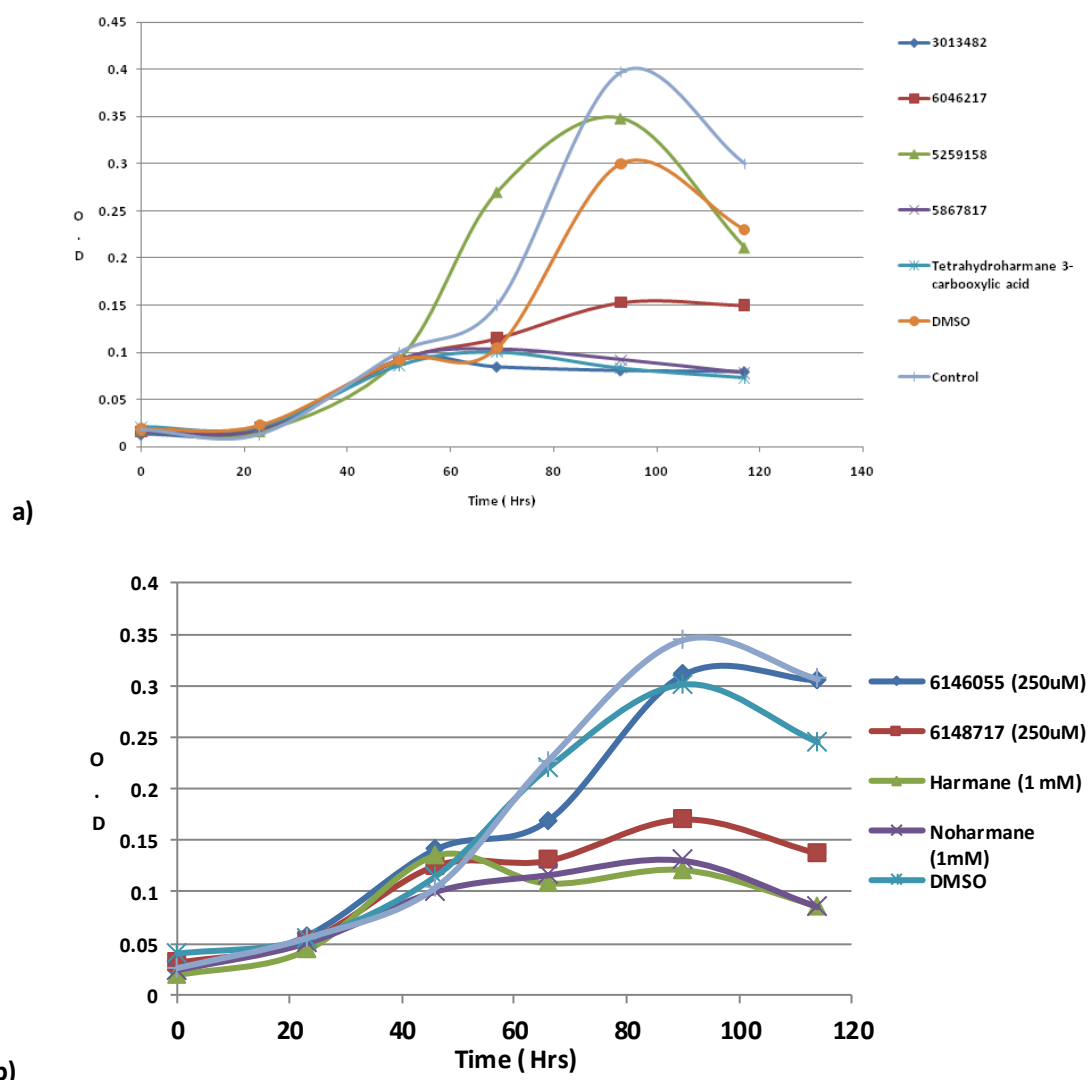 0.45
0.4
0.35
0.3
0.25
0.2
0.15
0.1
0.05
0
O
.
D
0 20 40 60 80 100 120 140
Time ( Hrs)
3013482
6046217
5259158
5867817
Tetrahydroharmane 3-
carbooxylic acid
DMSO
Control
a)
0.4
0.35
0.3
0.25
0.2
0.15
0.1
0.05
0
O
.
D
0 20 40 60 80 100 120
Time ( Hrs)
6146055 (250uM)
6148717 (250uM)
Harmane (1 mM)
Noharmane
(1mM)
DMSO
b)